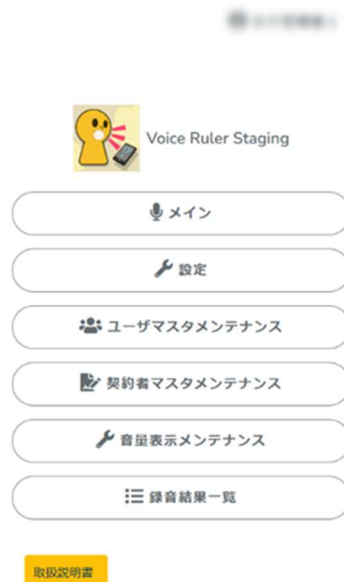 Voice Ruler Staging
メイン
設定
ユーザマスタメンテナンス
契約者マスタメンテナンス
音量表示メンテナンス
録音結果一覧
取扱説明書